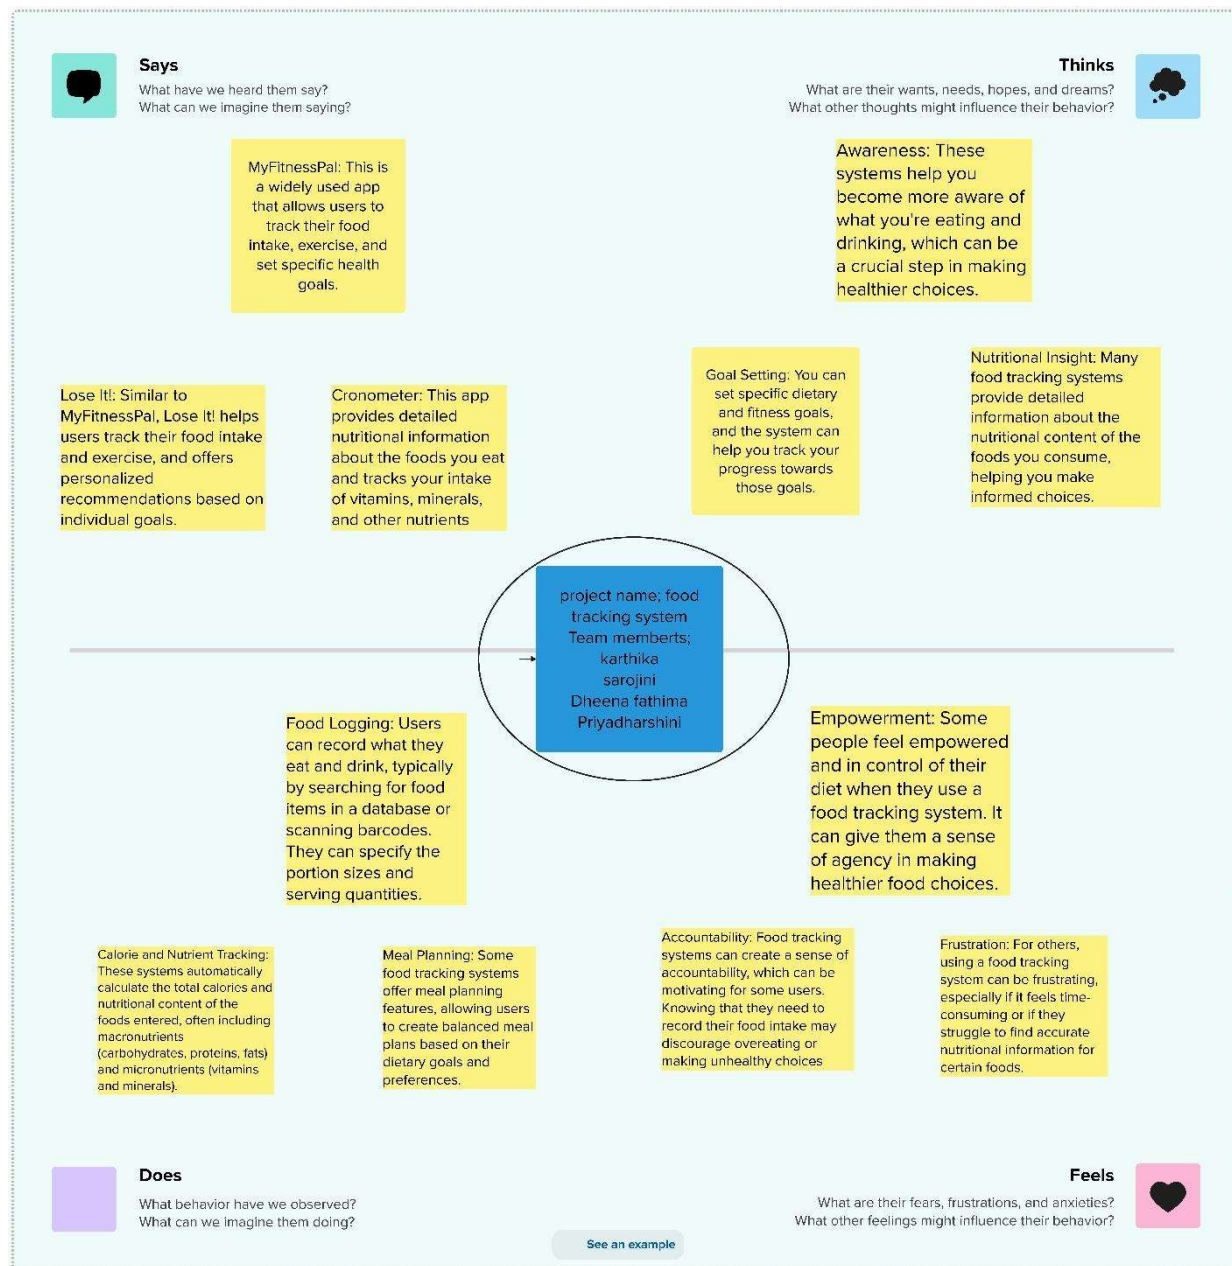 Says
What have we heard them say?
What can we imagine them saying?
Thinks
What are their wants, needs, hopes, and dreams?
What other thoughts might influence their behavior?
MyFitnessPal: This is
a widely used app
that allows users to
track their food
intake, exercise, and
set specific health
goals.
Awareness: These
systems help you
become more aware of
what you're eating and
drinking, which can be
a crucial step in making
healthier choices.
Lose It!: Similar to
MyFitnessPal, Lose It! helps
users track their food intake
and exercise, and offers
personalized
recommendations based on
individual goals.
Cronometer: This app
provides detailed
nutritional information
about the foods you eat
and tracks your intake
of vitamins, minerals,
and other nutrients
Goal Setting: You can
set specific dietary
and fitness goals,
and the system can
help you track your
progress towards
those goals.
Nutritional Insight: Many
food tracking systems
provide detailed
information about the
nutritional content of the
foods you consume,
helping you make
informed choices.
project name; food
tracking system
Team memberts;
karthika
sarojini
Dheena fathima
Priyadharshini
Food Logging: Users
can record what they
eat and drink, typically
by searching for food
items in a database or
scanning barcodes.
They can specify the
portion sizes and
serving quantities.
Empowerment: Some
people feel empowered
and in control of their
diet when they use a
food tracking system. It
can give them a sense
of agency in making
healthier food choices.
Calorie and Nutrient Tracking:
These systems automatically
calculate the total calories and
nutritional content of the
foods entered, often including
macronutrients
(carbohydrates, proteins, fats)
and micronutrients (vitamins
and minerals).
Meal Planning: Some
food tracking systems
offer meal planning
features, allowing users
to create balanced meal
plans based on their
dietary goals and
preferences.
Accountability: Food tracking
systems can create a sense of
accountability, which can be
motivating for some users.
Knowing that they need to
record their food intake may
discourage overeating or
making unhealthy choices
Frustration: For others,
using a food tracking
system can be frustrating,
especially if it feels time-
consuming or if they
struggle to find accurate
nutritional information for
certain foods.
Does
What behavior have we observed?
What can we imagine them doing?
Feels
What are their fears, frustrations, and anxieties?
What other feelings might influence their behavior?
See an example